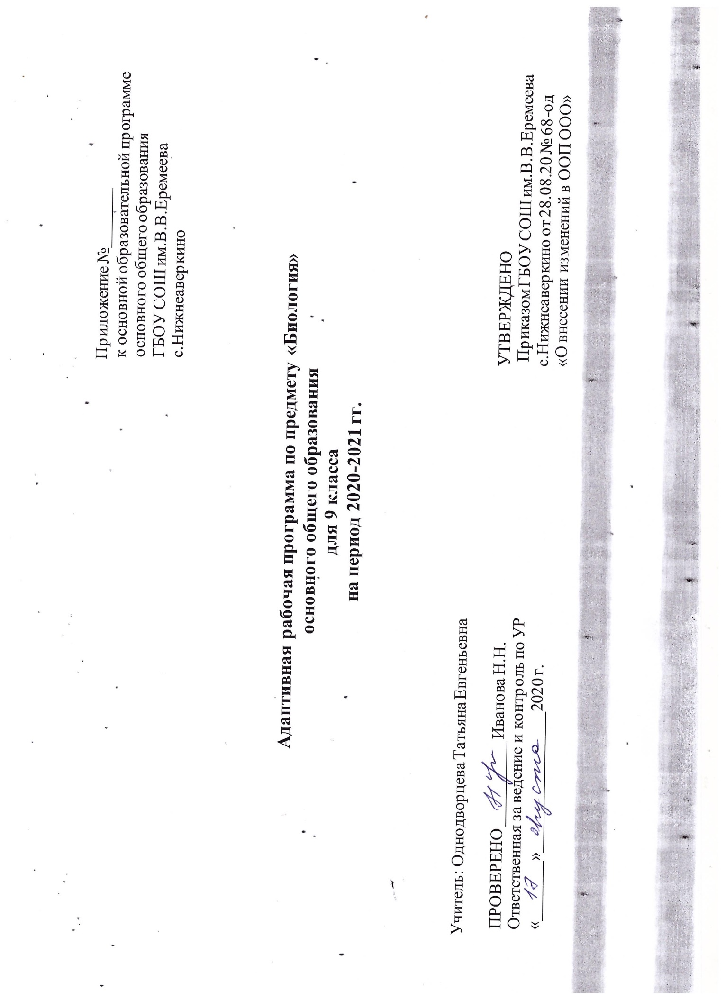 Приложение №________
к основной образовательной программе
основного общего образования
ГБОУ СОШ им.В.В.Еремеева
с.Нижнеаверкино
Адаптивная рабочая программа по предмету «Биология»
основного общего образования
для 9 класса
на период 2020-2021 гг.
Учитель: Однодворцева Татьяна Евгеньевна
ПРОВЕРЕНО __________ Иванова Н.Н.
Ответственная за ведение и контроль по УР
« 17 » августа 2020 г.
УТВЕРЖДЕНО
Приказом ГБОУ СОШ им.В.В.Еремеева
с.Нижнеаверкино от 28.08.20 № 68-од
«О внесении изменений в ООП ООО»